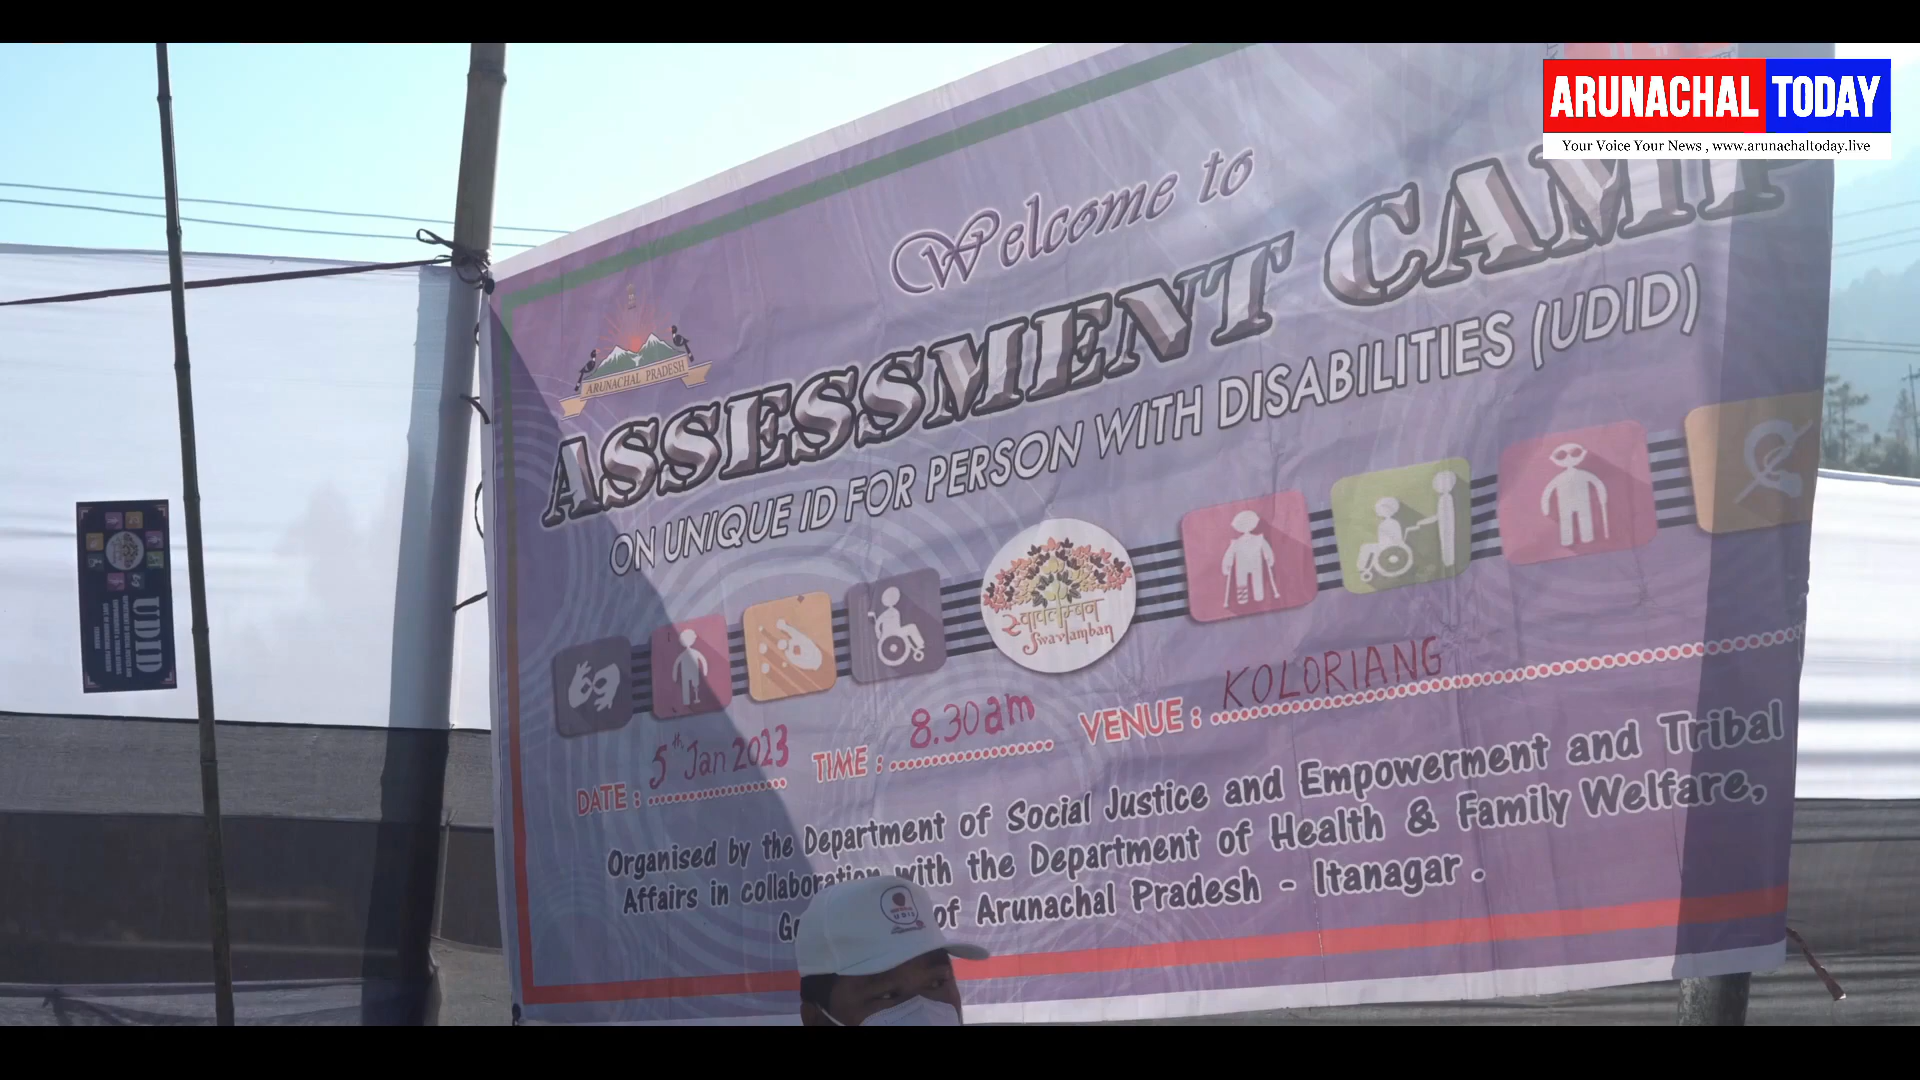 ARUNACHAL TODAY
Your Voice Your News , www.arunachaltoday.live
Welcome to
ARUNACHAL PRADESH
ASSESSMENT CAMP
ON UNIQUE ID FOR PERSON WITH DISABILITIES (UDID)
स्वावलम्बन
Swavlamban
DATE : 5th Jan 2023 TIME : 8.30am VENUE : KOLORIANG
Organised by the Department of Social Justice and Empowerment and Tribal
Affairs in collaboration with the Department of Health & Family Welfare,
of Arunachal Pradesh - Itanagar .
UDID